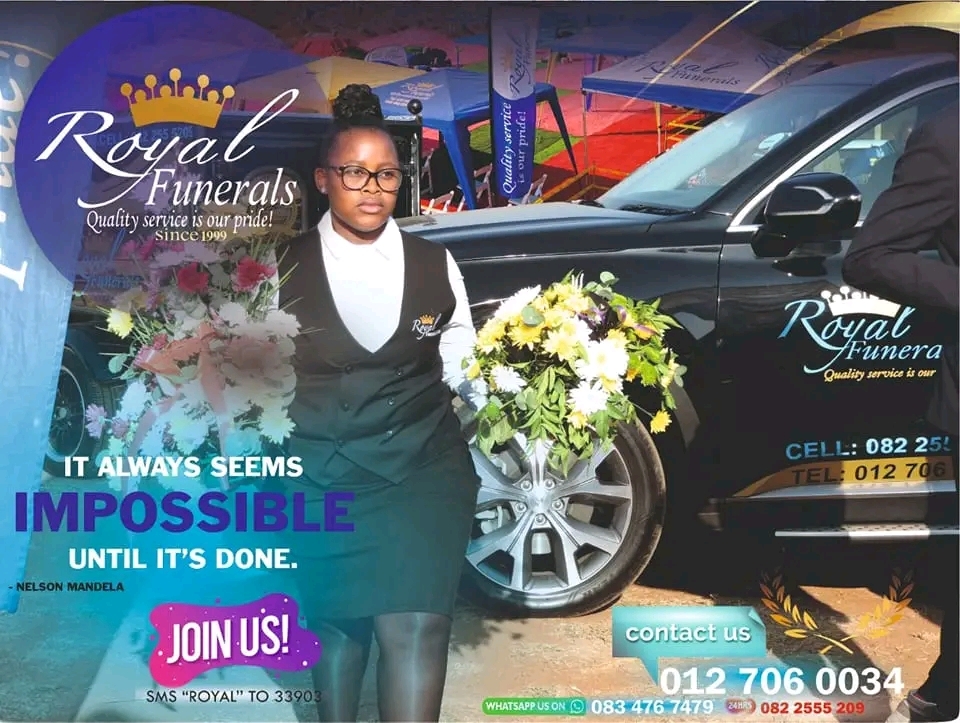 Royal
Funerals
Quality service is our pride!
since 1999
Royal
Funerals
Quality service
is our pride!
Royal
Funerals
Royal
Royal
Funera
Quality service is our
CELL: 082 25
TEL: 012 706
IT ALWAYS SEEMS
IMPOSSIBLE
UNTIL IT'S DONE.
- NELSON MANDELA
JOIN US!
SMS "ROYAL" TO 33903
contact us
012 706 0034
WHATSAPP US ON 083 476 7479 24HRS 082 2555 209